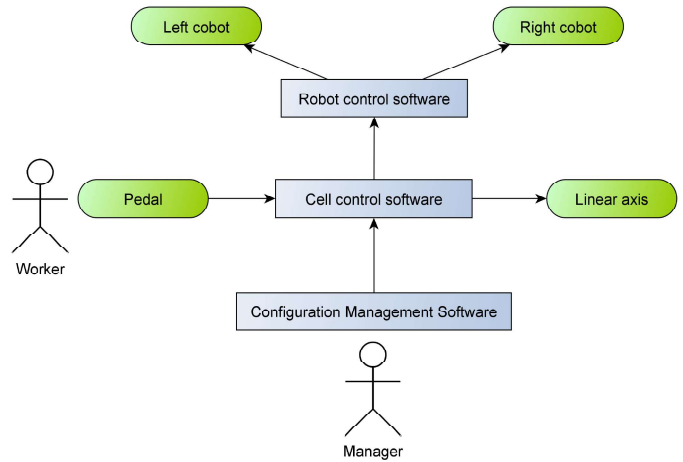 Left cobot
Right cobot
Robot control software
Pedal
Cell control software
Linear axis
Worker
Configuration Management Software
Manager